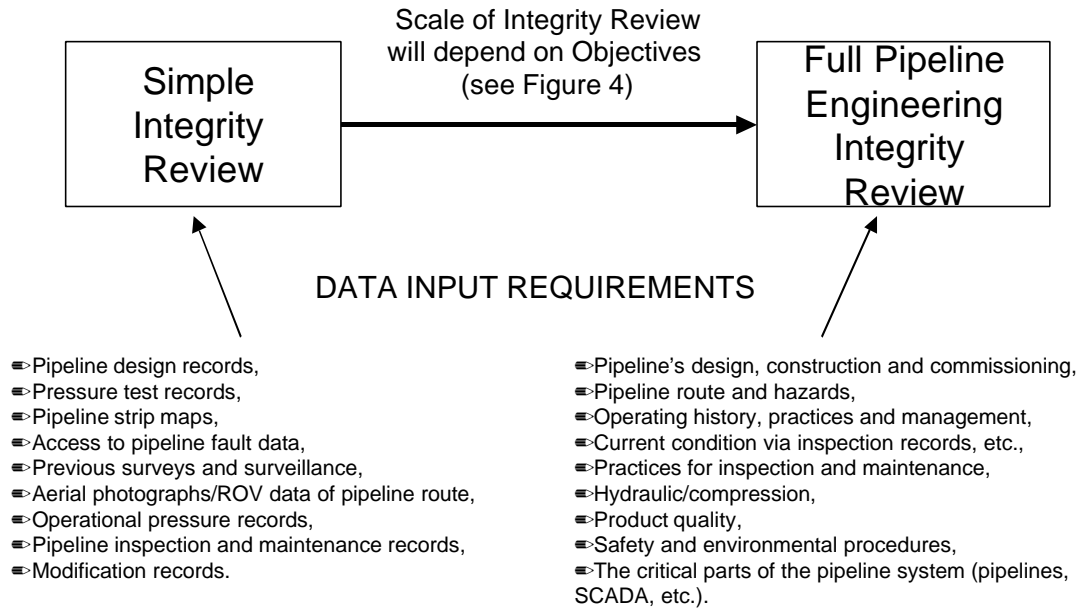 Scale of Integrity Review
will depend on Objectives
(see Figure 4)
Simple
Integrity
Review
Full Pipeline
Engineering
Integrity
Review
DATA INPUT REQUIREMENTS
Pipeline design records,
Pressure test records,
Pipeline strip maps,
Access to pipeline fault data,
Previous surveys and surveillance,
Aerial photographs/ROV data of pipeline route,
Operational pressure records,
Pipeline inspection and maintenance records,
Modification records.
Pipeline's design, construction and commissioning,
Pipeline route and hazards,
Operating history, practices and management,
Current condition via inspection records, etc.,
Practices for inspection and maintenance,
Hydraulic/compression,
Product quality,
Safety and environmental procedures,
The critical parts of the pipeline system (pipelines,
SCADA, etc.).